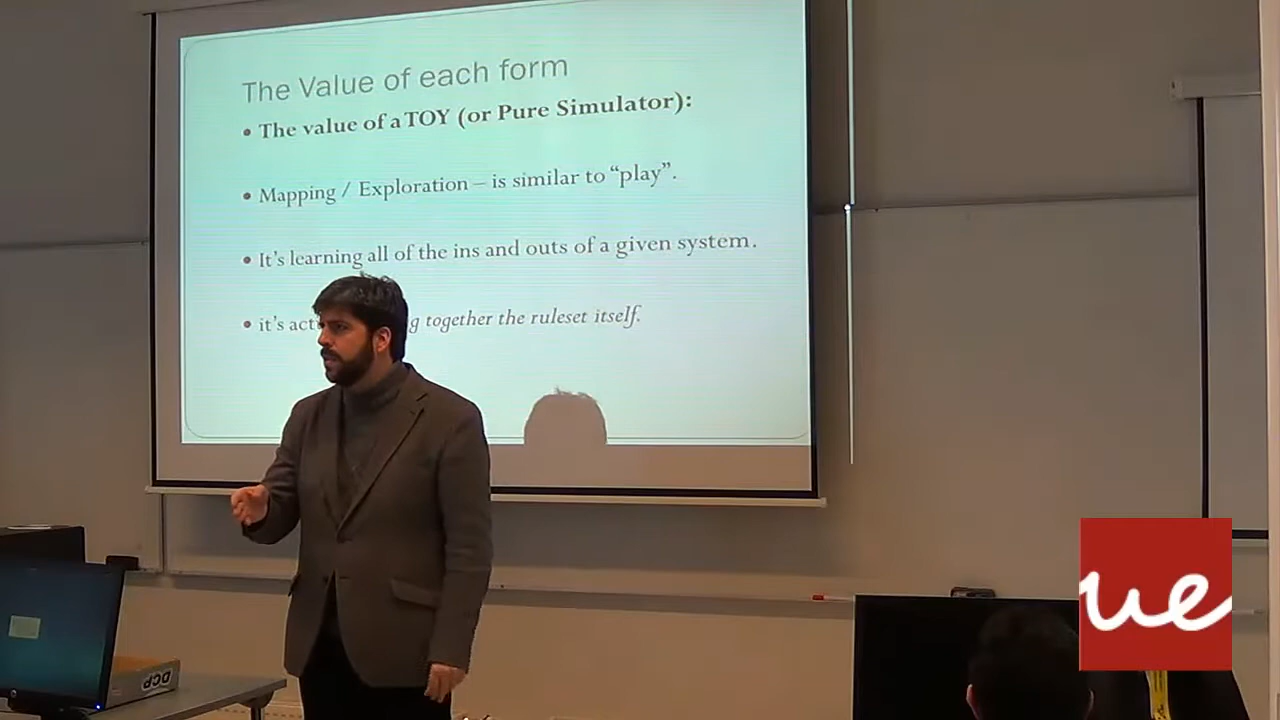 The Value of each form
• The value of a TOY (or Pure Simulator):
• Mapping / Exploration – is similar to “play”.
• It’s learning all of the ins and outs of a given system.
• it’s together the ruleset itself.
DCP
ue